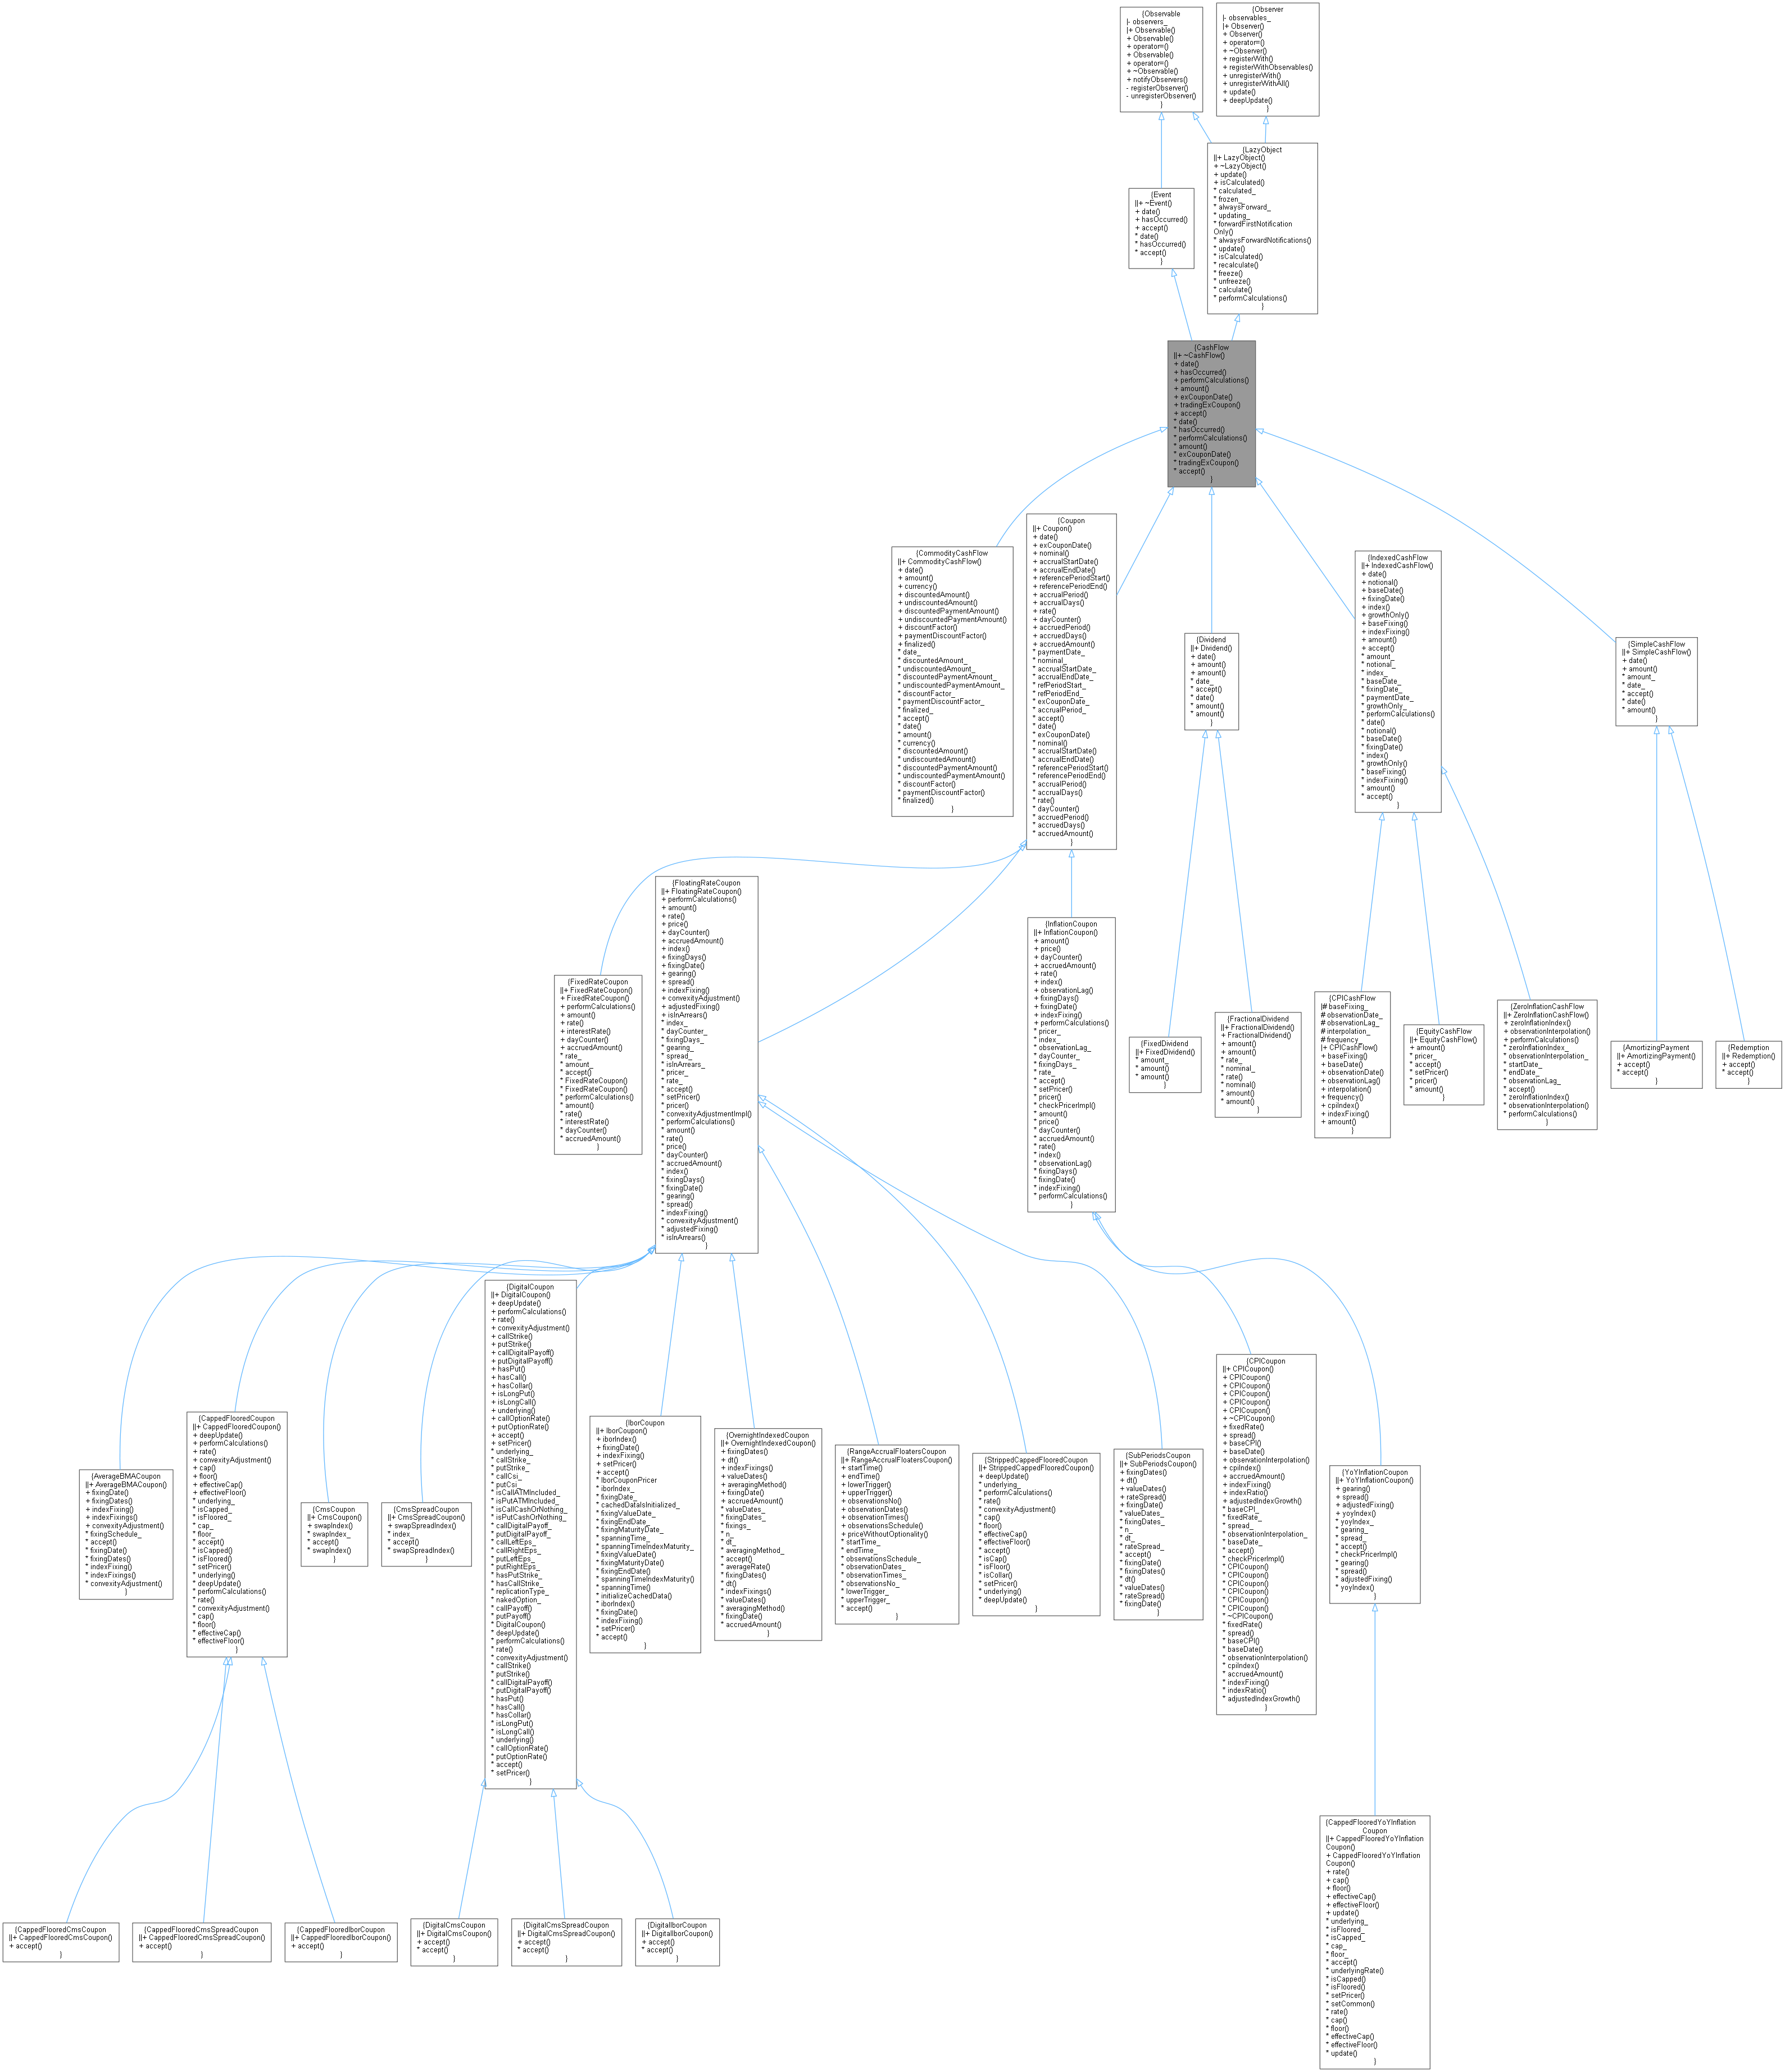 {Observable
|- observers_
|+ Observable()
+ Observable()
+ operator=()
+ Observable()
+ operator=()
+ ~Observable()
+ notifyObservers()
- registerObserver()
- unregisterObserver()
}
{Observer
|- observables_
|+ Observer()
+ Observer()
+ operator=()
+ ~Observer()
+ registerWith()
+ registerWithObservables()
+ unregisterWith()
+ unregisterWithAll()
+ update()
+ deepUpdate()
}
{LazyObject
||+ LazyObject()
+ ~LazyObject()
+ update()
+ isCalculated()
* calculated_
* frozen_
* alwaysForward_
* updating_
* forwardFirstNotification
Only()
* alwaysForwardNotifications()
* update()
* isCalculated()
* recalculate()
* freeze()
* unfreeze()
* calculate()
* performCalculations()
}
{Event
||+ ~Event()
+ date()
+ hasOccurred()
+ accept()
* date()
* hasOccurred()
* accept()
}
{CashFlow
||+ ~CashFlow()
+ date()
+ hasOccurred()
+ performCalculations()
+ amount()
+ exCouponDate()
+ tradingExCoupon()
+ accept()
* date()
* hasOccurred()
* performCalculations()
* amount()
* exCouponDate()
* tradingExCoupon()
* accept()
}
{CommodityCashFlow
||+ CommodityCashFlow()
+ date()
+ amount()
+ currency()
+ discountedAmount()
+ undiscountedAmount()
+ discountedPaymentAmount()
+ undiscountedPaymentAmount()
+ discountFactor()
+ paymentDiscountFactor()
+ finalized()
* date_
* discountedAmount_
* undiscountedAmount_
* discountedPaymentAmount_
* undiscountedPaymentAmount_
* discountFactor_
* paymentDiscountFactor_
* finalized_
* accept()
* date()
* amount()
* currency()
* discountedAmount()
* undiscountedAmount()
* discountedPaymentAmount()
* undiscountedPaymentAmount()
* discountFactor()
* paymentDiscountFactor()
* finalized()
}
{Coupon
||+ Coupon()
+ date()
+ exCouponDate()
+ nominal()
+ accrualStartDate()
+ accrualEndDate()
+ referencePeriodStart()
+ referencePeriodEnd()
+ accrualPeriod()
+ accrualDays()
+ rate()
+ dayCounter()
+ accruedPeriod()
+ accruedDays()
+ accruedAmount()
* paymentDate_
* nominal_
* accrualStartDate_
* accrualEndDate_
* refPeriodStart_
* refPeriodEnd_
* exCouponDate_
* accrualPeriod_
* accept()
* date()
* exCouponDate()
* nominal()
* accrualStartDate()
* accrualEndDate()
* referencePeriodStart()
* referencePeriodEnd()
* accrualPeriod()
* accrualDays()
* rate()
* dayCounter()
* accruedPeriod()
* accruedDays()
* accruedAmount()
}
{Dividend
||+ Dividend()
+ date()
+ amount()
+ amount()
* date_
* accept()
* date()
* amount()
* amount()
}
{IndexedCashFlow
||+ IndexedCashFlow()
+ date()
+ notional()
+ baseDate()
+ fixingDate()
+ index()
+ growthOnly()
+ baseFixing()
+ indexFixing()
+ amount()
+ accept()
* amount_
* notional_
* index_
* baseDate_
* fixingDate_
* paymentDate_
* growthOnly_
* performCalculations()
* date()
* notional()
* baseDate()
* fixingDate()
* index()
* growthOnly()
* baseFixing()
* indexFixing()
* amount()
* accept()
}
{SimpleCashFlow
||+ SimpleCashFlow()
+ date()
+ amount()
* amount_
* date_
* accept()
* date()
* amount()
}
{FixedRateCoupon
||+ FixedRateCoupon()
+ FixedRateCoupon()
+ performCalculations()
+ amount()
+ rate()
+ interestRate()
+ dayCounter()
+ accruedAmount()
* rate_
* amount_
* accept()
* FixedRateCoupon()
* FixedRateCoupon()
* performCalculations()
* amount()
* rate()
* interestRate()
* dayCounter()
* accruedAmount()
}
{FloatingRateCoupon
||+ FloatingRateCoupon()
+ performCalculations()
+ amount()
+ rate()
+ price()
+ dayCounter()
+ accruedAmount()
+ index()
+ fixingDays()
+ fixingDate()
+ gearing()
+ spread()
+ indexFixing()
+ convexityAdjustment()
+ adjustedFixing()
+ isInArrears()
* index_
* dayCounter_
* fixingDays_
* gearing_
* spread_
* isInArrears_
* pricer_
* rate_
* accept()
* setPricer()
* pricer()
* convexityAdjustmentImpl()
* performCalculations()
* amount()
* rate()
* price()
* dayCounter()
* accruedAmount()
* index()
* fixingDays()
* fixingDate()
* gearing()
* spread()
* indexFixing()
* convexityAdjustment()
* adjustedFixing()
* isInArrears()
}
{InflationCoupon
||+ InflationCoupon()
+ amount()
+ price()
+ dayCounter()
+ accruedAmount()
+ rate()
+ index()
+ observationLag()
+ fixingDays()
+ fixingDate()
+ indexFixing()
+ performCalculations()
* pricer_
* index_
* observationLag_
* dayCounter_
* fixingDays_
* rate_
* accept()
* setPricer()
* pricer()
* checkPricerImpl()
* amount()
* price()
* dayCounter()
* accruedAmount()
* rate()
* index()
* observationLag()
* fixingDays()
* fixingDate()
* indexFixing()
* performCalculations()
}
{FixedDividend
||+ FixedDividend()
* amount_
* amount()
* amount()
}
{FractionalDividend
||+ FractionalDividend()
+ FractionalDividend()
+ amount()
+ amount()
* rate_
* nominal_
* rate()
* nominal()
* amount()
* amount()
}
{CPICashFlow
|# baseFixing_
# observationDate_
# observationLag_
# interpolation_
# frequency_
|+ CPICashFlow()
+ baseFixing()
+ baseDate()
+ observationDate()
+ observationLag()
+ interpolation()
+ frequency()
+ cpiIndex()
+ indexFixing()
+ amount()
}
{EquityCashFlow
||+ EquityCashFlow()
+ amount()
* pricer_
* accept()
* setPricer()
* pricer()
* amount()
}
{ZeroInflationCashFlow
||+ ZeroInflationCashFlow()
+ zeroInflationIndex()
+ observationInterpolation()
+ performCalculations()
* zeroInflationIndex_
* observationInterpolation_
* startDate_
* endDate_
* observationLag_
* accept()
* zeroInflationIndex()
* observationInterpolation()
* performCalculations()
}
{AmortizingPayment
||+ AmortizingPayment()
+ accept()
* accept()
}
{Redemption
||+ Redemption()
+ accept()
* accept()
}
{AverageBMACoupon
||+ AverageBMACoupon()
+ fixingDate()
+ fixingDates()
+ indexFixing()
+ indexFixings()
+ convexityAdjustment()
* fixingSchedule_
* accept()
* fixingDate()
* fixingDates()
* indexFixing()
* indexFixings()
* convexityAdjustment()
}
{CappedFlooredCoupon
||+ CappedFlooredCoupon()
+ deepUpdate()
+ performCalculations()
+ rate()
+ convexityAdjustment()
+ cap()
+ floor()
+ effectiveCap()
+ effectiveFloor()
* underlying_
* isCapped_
* isFloored_
* cap_
* floor_
* accept()
* isCapped()
* isFloored()
* setPricer()
* underlying()
* deepUpdate()
* performCalculations()
* rate()
* convexityAdjustment()
* cap()
* floor()
* effectiveCap()
* effectiveFloor()
}
{CmsCoupon
||+ CmsCoupon()
+ swapIndex()
* swapIndex_
* accept()
* swapIndex()
}
{CmsSpreadCoupon
||+ CmsSpreadCoupon()
+ swapSpreadIndex()
* index_
* accept()
* swapSpreadIndex()
}
{DigitalCoupon
||+ DigitalCoupon()
+ deepUpdate()
+ performCalculations()
+ rate()
+ convexityAdjustment()
+ callStrike()
+ putStrike()
+ callDigitalPayoff()
+ putDigitalPayoff()
+ hasPut()
+ hasCall()
+ hasCollar()
+ isLongPut()
+ isLongCall()
+ underlying()
+ callOptionRate()
+ putOptionRate()
+ accept()
+ setPricer()
* underlying_
* callStrike_
* putStrike_
* callCsi_
* putCsi_
* isCallATMIncluded_
* isPutATMIncluded_
* isCallCashOrNothing_
* isPutCashOrNothing_
* callDigitalPayoff_
* putDigitalPayoff_
* callLeftEps_
* callRightEps_
* putLeftEps_
* putRightEps_
* hasPutStrike_
* hasCallStrike_
* replicationType_
* nakedOption_
* callPayoff()
* putPayoff()
* DigitalCoupon()
* deepUpdate()
* performCalculations()
* rate()
* convexityAdjustment()
* callStrike()
* putStrike()
* callDigitalPayoff()
* putDigitalPayoff()
* hasPut()
* hasCall()
* hasCollar()
* isLongPut()
* isLongCall()
* underlying()
* callOptionRate()
* putOptionRate()
* accept()
* setPricer()
}
{IborCoupon
||+ IborCoupon()
+ iborIndex()
+ fixingDate()
+ indexFixing()
+ setPricer()
+ accept()
* IborCouponPricer
* iborIndex_
* fixingDate_
* cachedDataIsInitialized_
* fixingValueDate_
* fixingEndDate_
* fixingMaturityDate_
* spanningTime_
* spanningTimeIndexMaturity_
* fixingValueDate()
* fixingMaturityDate()
* fixingEndDate()
* spanningTimeIndexMaturity()
* spanningTime()
* initializeCachedData()
* iborIndex()
* fixingDate()
* indexFixing()
* setPricer()
* accept()
}
{OvernightIndexedCoupon
||+ OvernightIndexedCoupon()
+ fixingDates()
+ dt()
+ indexFixings()
+ valueDates()
+ averagingMethod()
+ fixingDate()
+ accruedAmount()
* valueDates_
* fixingDates_
* fixings_
* n_
* dt_
* averagingMethod_
* accept()
* averageRate()
* fixingDates()
* dt()
* indexFixings()
* valueDates()
* averagingMethod()
* fixingDate()
* accruedAmount()
}
{RangeAccrualFloatersCoupon
||+ RangeAccrualFloatersCoupon()
+ startTime()
+ endTime()
+ lowerTrigger()
+ upperTrigger()
+ observationsNo()
+ observationDates()
+ observationTimes()
+ observationsSchedule()
+ priceWithoutOptionality()
* startTime_
* endTime_
* observationsSchedule_
* observationDates_
* observationTimes_
* observationsNo_
* lowerTrigger_
* upperTrigger_
* accept()
}
{StrippedCappedFlooredCoupon
||+ StrippedCappedFlooredCoupon()
+ deepUpdate()
* underlying_
* performCalculations()
* rate()
* convexityAdjustment()
* cap()
* floor()
* effectiveCap()
* effectiveFloor()
* accept()
* isCap()
* isFloor()
* isCollar()
* setPricer()
* underlying()
* deepUpdate()
}
{SubPeriodsCoupon
||+ SubPeriodsCoupon()
+ fixingDates()
+ dt()
+ valueDates()
+ rateSpread()
+ fixingDate()
* valueDates_
* fixingDates_
* n_
* dt_
* rateSpread_
* accept()
* fixingDate()
* fixingDates()
* dt()
* valueDates()
* rateSpread()
* fixingDate()
}
{CPICoupon
||+ CPICoupon()
+ CPICoupon()
+ CPICoupon()
+ CPICoupon()
+ CPICoupon()
+ CPICoupon()
+ ~CPICoupon()
+ fixedRate()
+ spread()
+ baseCPI()
+ baseDate()
+ observationInterpolation()
+ cpiIndex()
+ accruedAmount()
+ indexFixing()
+ indexRatio()
+ adjustedIndexGrowth()
* baseCPI_
* fixedRate_
* spread_
* observationInterpolation_
* baseDate_
* accept()
* checkPricerImpl()
* CPICoupon()
* CPICoupon()
* CPICoupon()
* CPICoupon()
* CPICoupon()
* CPICoupon()
* ~CPICoupon()
* fixedRate()
* spread()
* baseCPI()
* baseDate()
* observationInterpolation()
* cpiIndex()
* accruedAmount()
* indexFixing()
* indexRatio()
* adjustedIndexGrowth()
}
{YoYInflationCoupon
||+ YoYInflationCoupon()
+ gearing()
+ spread()
+ adjustedFixing()
+ yoyIndex()
* yoyIndex_
* gearing_
* spread_
* accept()
* checkPricerImpl()
* gearing()
* spread()
* adjustedFixing()
* yoyIndex()
}
{CappedFlooredCmsCoupon
||+ CappedFlooredCmsCoupon()
+ accept()
}
{CappedFlooredCmsSpreadCoupon
||+ CappedFlooredCmsSpreadCoupon()
+ accept()
}
{CappedFlooredIborCoupon
||+ CappedFlooredIborCoupon()
+ accept()
}
{DigitalCmsCoupon
||+ DigitalCmsCoupon()
+ accept()
* accept()
}
{DigitalCmsSpreadCoupon
||+ DigitalCmsSpreadCoupon()
+ accept()
* accept()
}
{DigitalIborCoupon
||+ DigitalIborCoupon()
+ accept()
* accept()
}
{CappedFlooredYoYInflation
Coupon
||+ CappedFlooredYoYInflation
Coupon()
+ CappedFlooredYoYInflation
Coupon()
+ rate()
+ cap()
+ floor()
+ effectiveCap()
+ effectiveFloor()
+ update()
* underlying_
* isFloored_
* isCapped_
* cap_
* floor_
* accept()
* underlyingRate()
* isCapped()
* isFloored()
* setPricer()
* setCommon()
* rate()
* cap()
* floor()
* effectiveCap()
* effectiveFloor()
* update()
}